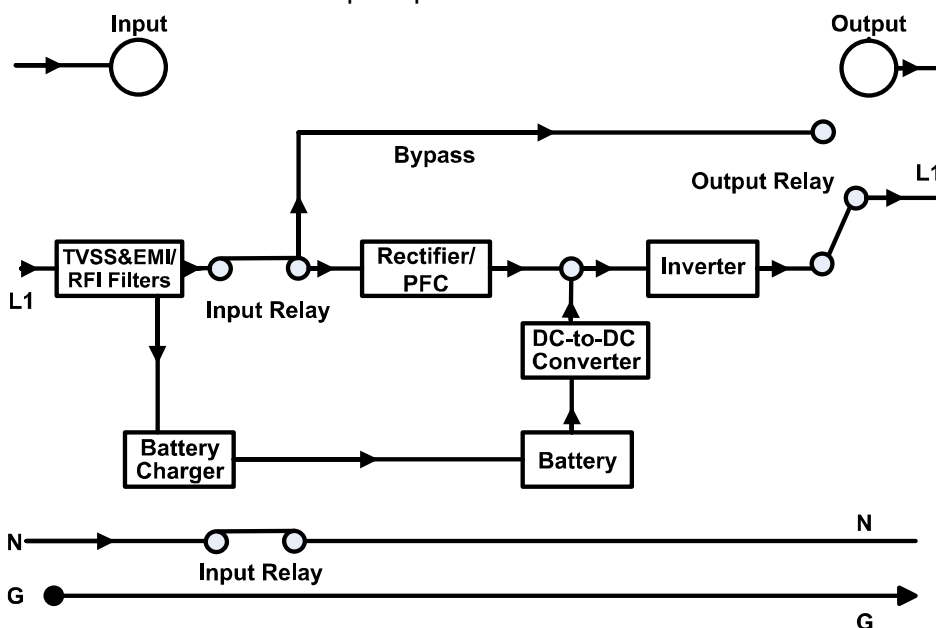 Input
Output
Bypass
Output Relay
L1
TVSS&EMI/
RFI Filters
L1
Input Relay
Rectifier/
PFC
Inverter
DC-to-DC
Converter
Battery
Charger
Battery
N
Input Relay
N
G
G